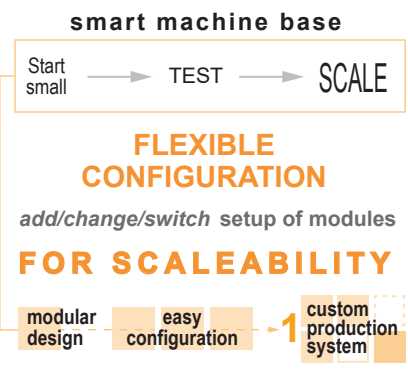 smart machine base
Start small TEST SCALE
FLEXIBLE
CONFIGURATION
add/change/switch setup of modules
FOR SCALEABILITY
modular design
easy configuration
1 custom production system